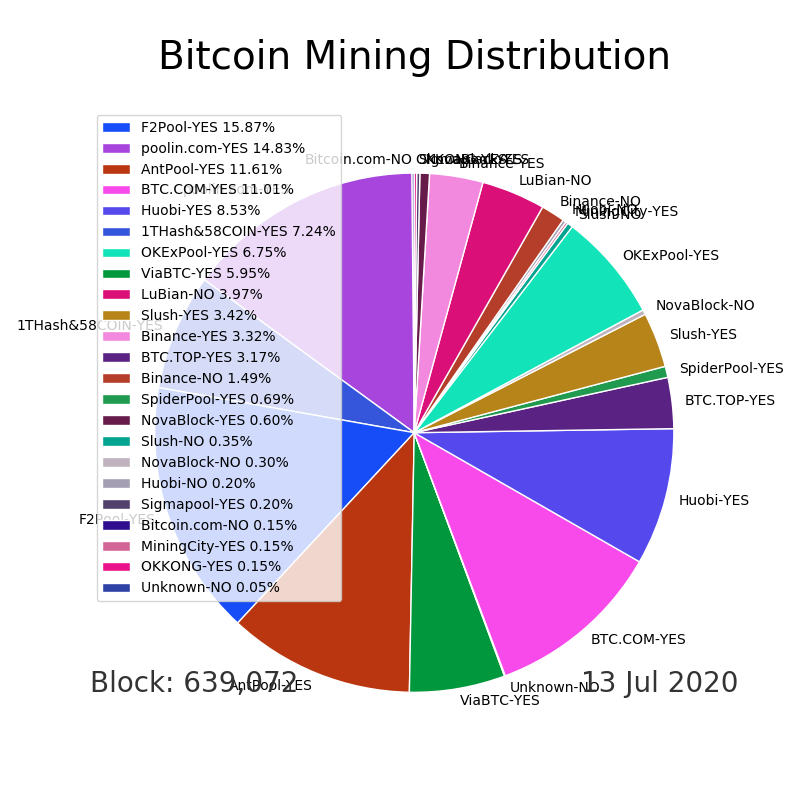 Bitcoin Mining Distribution
F2Pool-YES 15.87%
poolin.com-YES 14.83%
AntPool-YES 11.61%
BTC.COM-YES 11.01%
Huobi-YES 8.53%
1THash&58COIN-YES 7.24%
OKExPool-YES 6.75%
ViaBTC-YES 5.95%
LuBian-NO 3.97%
Slush-YES 3.42%
Binance-YES 3.32%
BTC.TOP-YES 3.17%
Binance-NO 1.49%
SpiderPool-YES 0.69%
NovaBlock-YES 0.60%
Slush-NO 0.35%
NovaBlock-NO 0.30%
Huobi-NO 0.20%
Sigmapool-YES 0.20%
Bitcoin.com-NO 0.15%
MiningCity-YES 0.15%
OKKONG-YES 0.15%
Unknown-NO 0.05%
Bitcoin.com-NO
Binance-YES
LuBian-NO
Binance-NO
MiningCity-YES
Slush-NO
OKExPool-YES
NovaBlock-NO
Slush-YES
SpiderPool-YES
BTC.TOP-YES
Huobi-YES
BTC.COM-YES
Unknown-NO
ViaBTC-YES
AntPool-YES
F2Pool-YES
1THash&58COIN-YES
Block: 639,072
13 Jul 2020